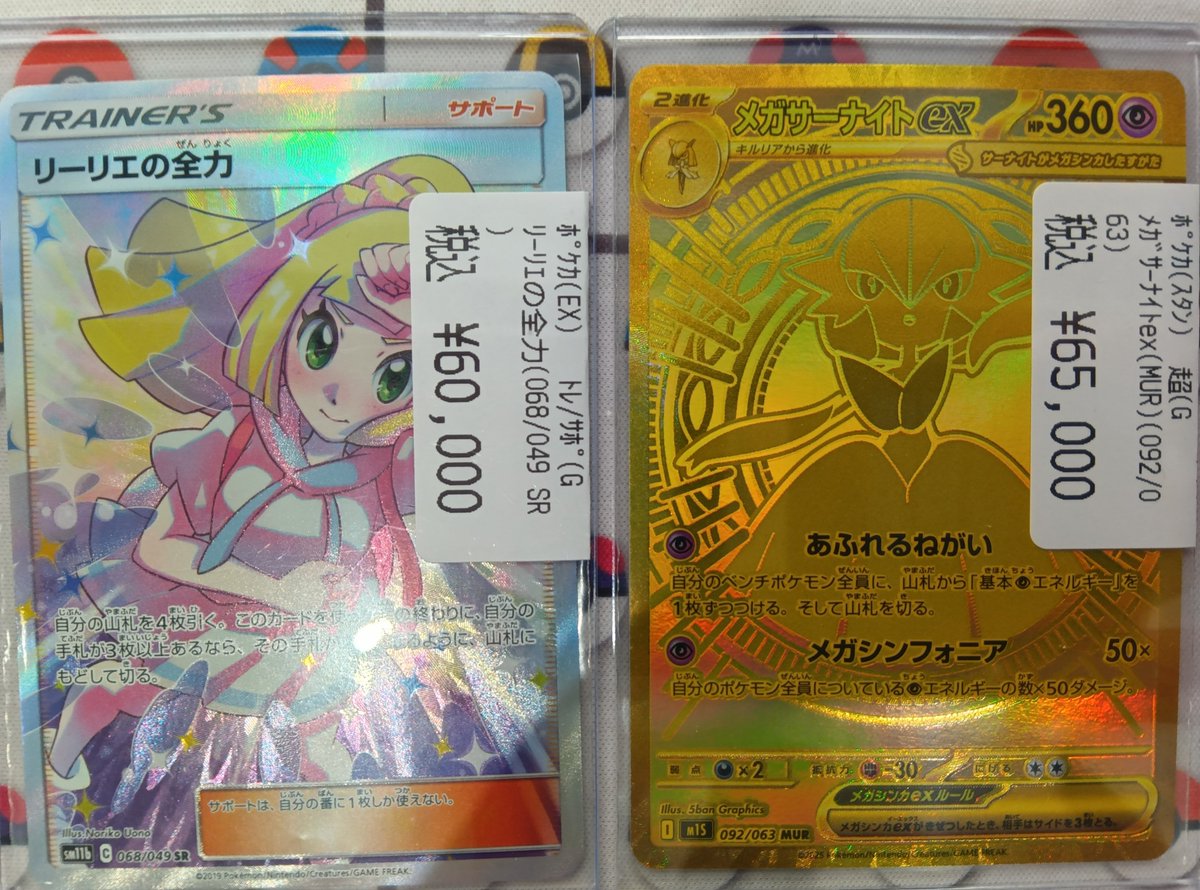 TRAINER'S
サポート
リーリエの全力
ぜんりょく
ﾎﾟｹｶ(EX) ﾄﾚ/ｻﾎﾟ(G
リーリエの全力(068/049 SR
)
税込 ¥60,000
自分の山札を4枚引く。このカードを使
の終わりに、自分の
手札が3枚以上あるなら、その手札
ように、山札に
もどして切る。
サポートは、自分の番に1枚しか使えない。
Illus. Noriko Uono
sm11b C 068/049 SR
©2019 Pokémon/Nintendo/Creatures/GAME FREAK.
2進化
メガサーナイトex
HP 360
キルリアから進化
サーナイトがメガシンカしたすがた
ﾎﾟｹｶ(ｽﾀﾝ) 超(G
ﾒｶﾞｻｰﾅｲﾄex(MUR)(092/0
63)
税込 ¥65,000
あふれるねがい
自分のベンチポケモン全員に、山札から「基本エネルギー」を
1枚ずつつける。そして山札を切る。
メガシンフォニア 50×
自分のポケモン全員についているエネルギーの数×50ダメージ。
弱点 ×2 抵抗力 -30 にげる
メガシンカexルール
メガシンカexがきぜつしたとき、相手はサイドを3枚とる。
Illus. 5ban Graphics
I M1S 092/063 MUR
©2025 Pokémon/Nintendo/Creatures/GAME FREAK.